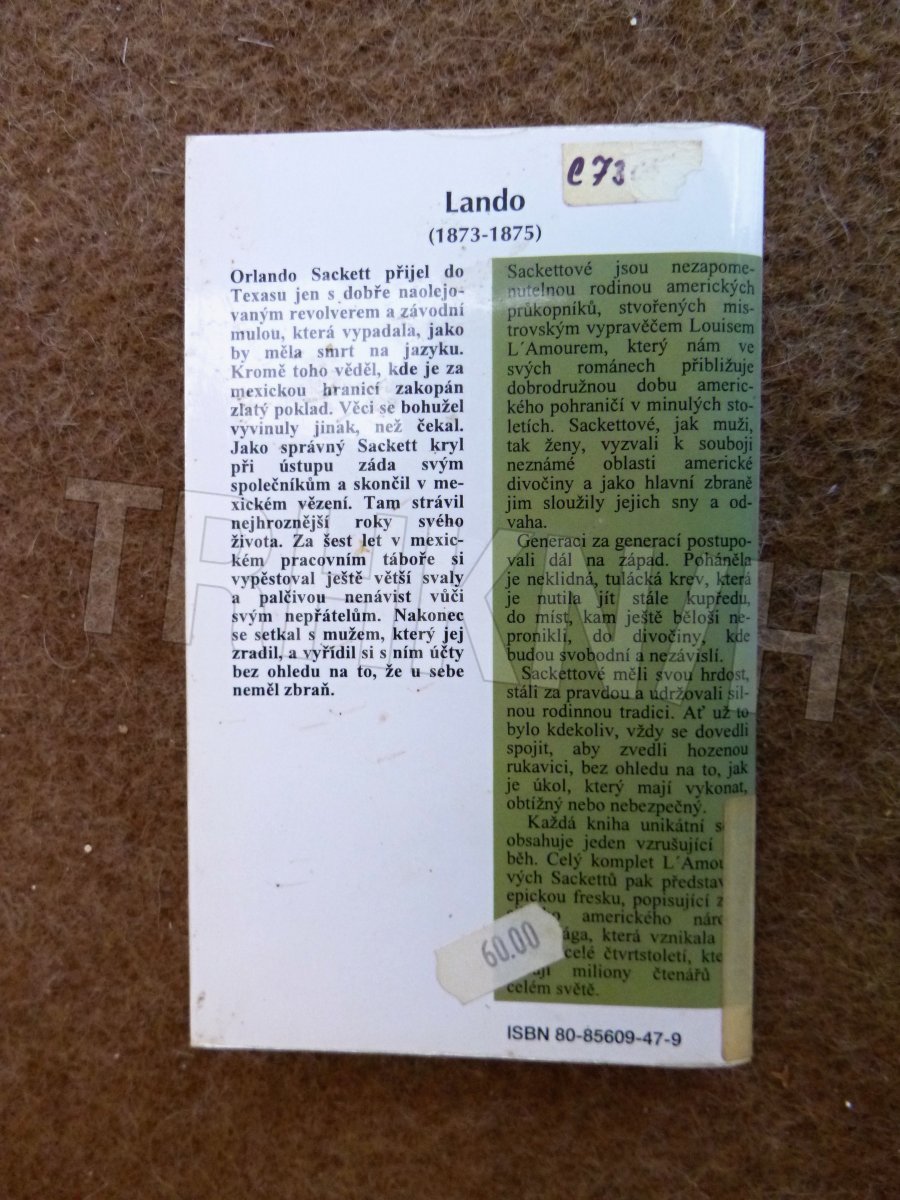 C 73
Lando
(1873-1875)
Orlando Sackett přijel do
Texasu jen s dobře naolejo-
vaným revolverem a závodní
mulou, která vypadala, jako
by měla smrt na jazyku.
Kromě toho věděl, kde je za
mexickou hranicí zakopán
zlatý poklad. Věci se bohužel
vyvinuly jinak, než čekal.
Jako správný Sackett kryl
při ústupu záda svým
společníkům a skončil v me-
xickém vězení. Tam strávil
nejhroznější roky svého
života. Za šest let v mexic-
kém pracovním táboře si
vypěstoval ještě větší svaly
a palčivou nenávist vůči
svým nepřátelům. Nakonec
se setkal s mužem, který jej
zradil, a vyřídil si s ním účty
bez ohledu na to, že u sebe
neměl zbraň.
Sackettové jsou nezapome-
nutelnou rodinou amerických
průkopníků, stvořených mis-
trovským vypravěčem Louisem
L´Amourem, který nám ve
svých románech přibližuje
dobrodružnou dobu americ-
kého pohraničí v minulých sto-
letích. Sackettové, jak muži,
tak ženy, vyzvali k souboji
neznámé oblasti americké
divočiny a jako hlavní zbraně
jim sloužily jejich sny a od-
vaha.
Generaci za generací postupo-
vali dál na západ. Poháněla
je neklidná, tulácká krev, která
je nutila jít stále kupředu,
do míst, kam ještě běloši ne-
pronikli, do divočiny, kde
budou svobodní a nezávislí.
Sackettové měli svou hrdost,
stáli za pravdou a udržovali sil-
nou rodinnou tradici. Ať už to
bylo kdekoliv, vždy se dovedli
spojit, aby zvedli hozenou
rukavici, bez ohledu na to, jak
je úkol, který mají vykonat,
obtížný nebo nebezpečný.
Každá kniha unikátní
obsahuje jeden vzrušující
běh. Celý komplet L´Amou
vých Sackettů pak představ
epickou fresku, popisující
amerického náro
ága, která vznikala
celé čtvrtstoletí, kte
miliony čtenářů
celém světě.
60.00
ISBN 80-85609-47-9